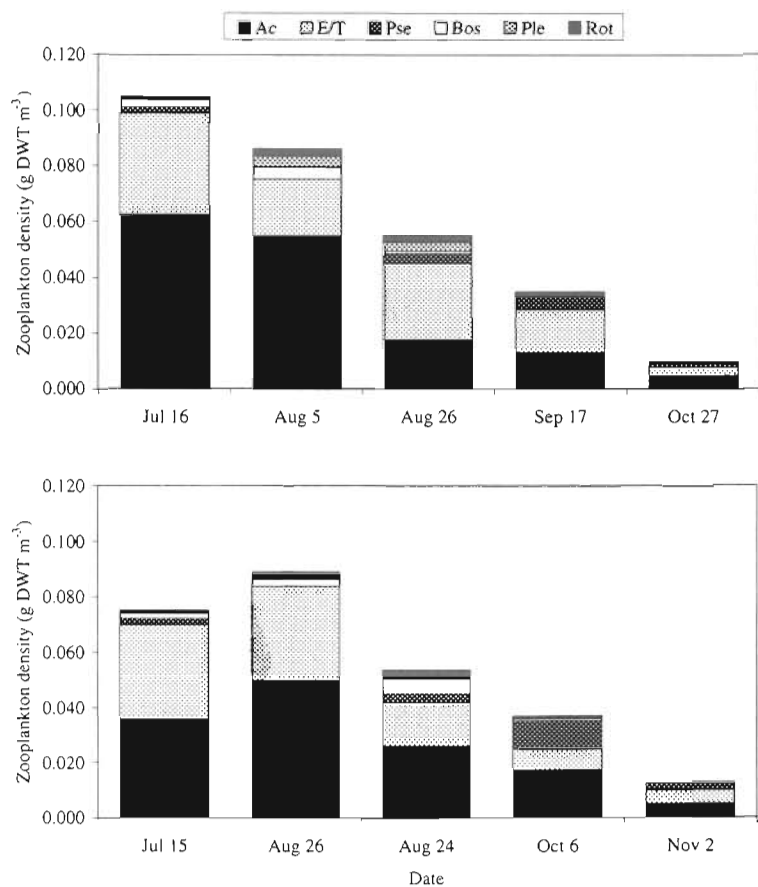 Ac E/T Pse Bos Ple Rot
Zooplankton density (g DWT m⁻³)
0.120
0.100
0.080
0.060
0.040
0.020
0.000
Jul 16 Aug 5 Aug 26 Sep 17 Oct 27
Zooplankton density (g DWT m⁻³)
0.120
0.100
0.080
0.060
0.040
0.020
0.000
Jul 15 Aug 26 Aug 24 Oct 6 Nov 2
Date